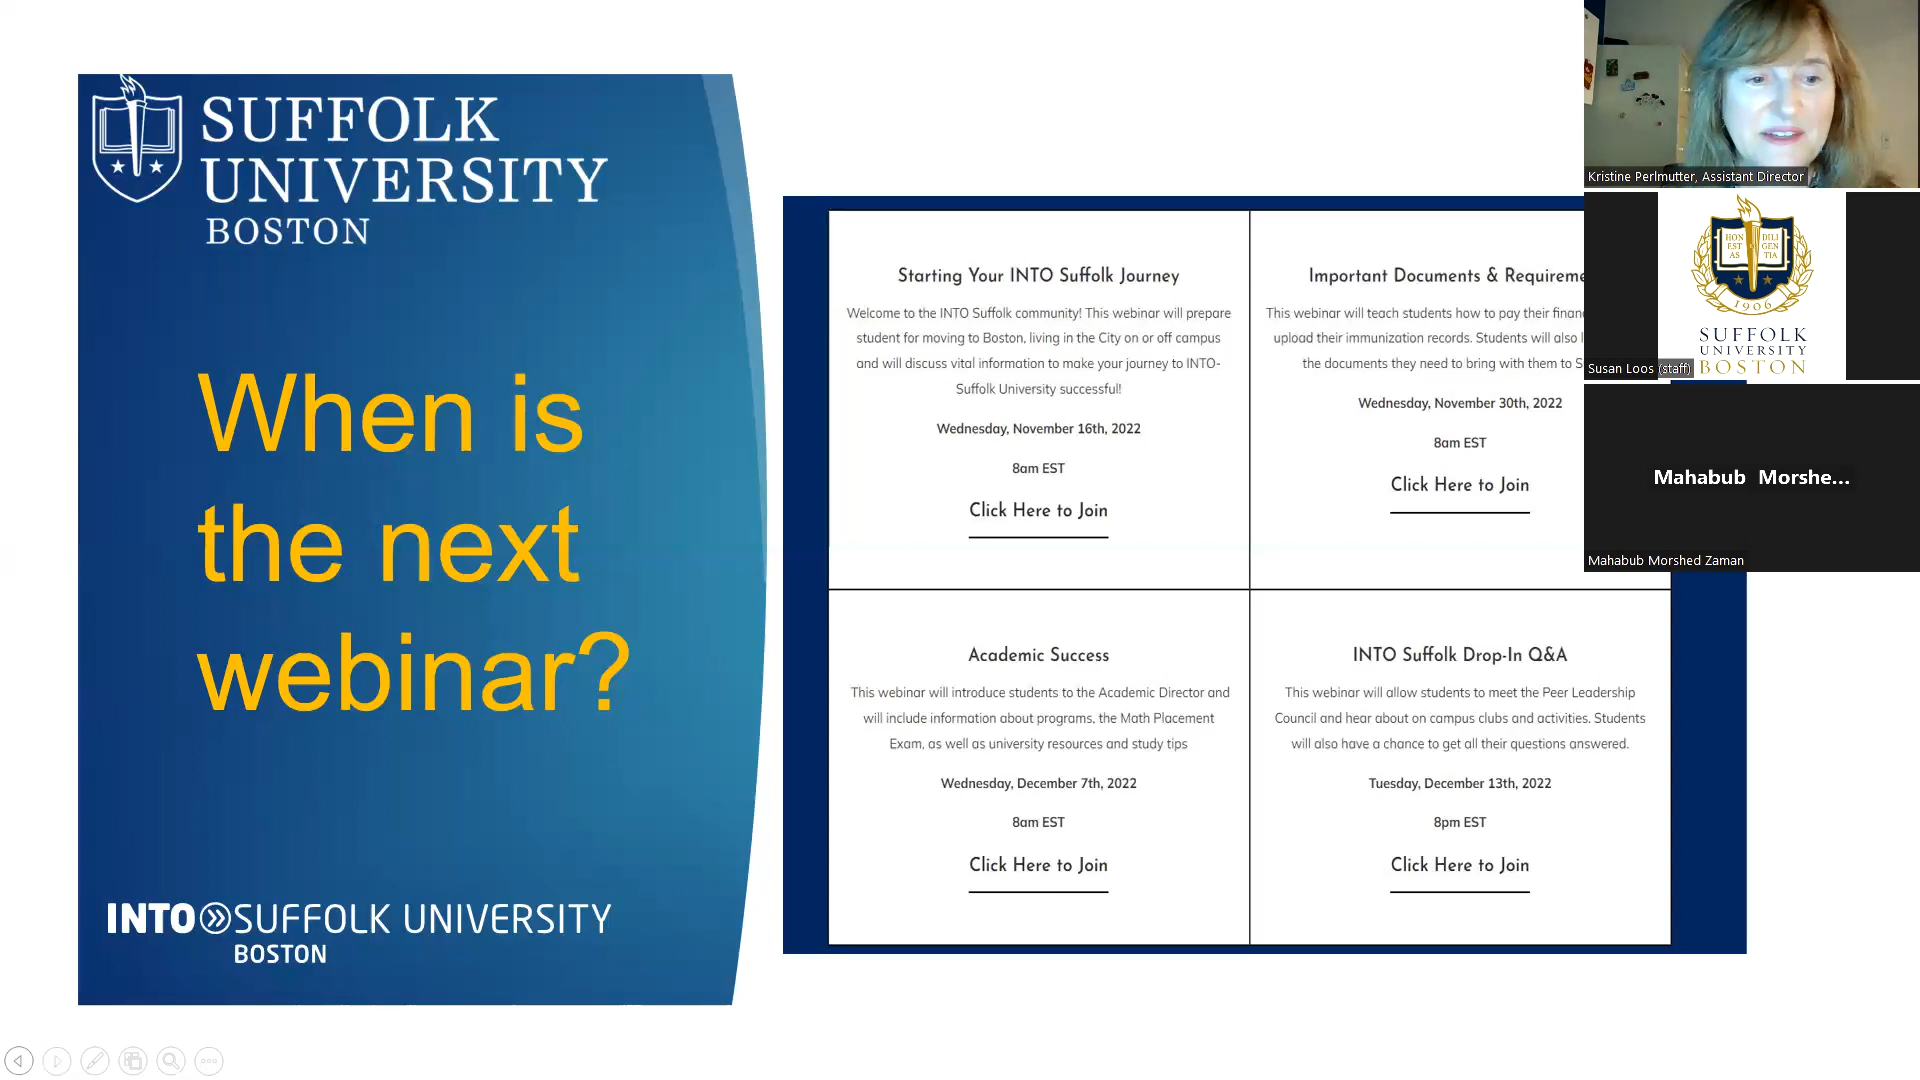 SUFFOLK
UNIVERSITY
BOSTON
When is
the next
webinar?
INTO SUFFOLK UNIVERSITY
BOSTON
Starting Your INTO Suffolk Journey
Welcome to the INTO Suffolk community! This webinar will prepare
student for moving to Boston, living in the City on or off campus
and will discuss vital information to make your journey to INTO-
Suffolk University successful!
Wednesday, November 16th, 2022
8am EST
Click Here to Join
Important Documents & Requireme
This webinar will teach students how to pay their finan
upload their immunization records. Students will also
the documents they need to bring with them to S
Wednesday, November 30th, 2022
8am EST
Click Here to Join
Academic Success
This webinar will introduce students to the Academic Director and
will include information about programs, the Math Placement
Exam, as well as university resources and study tips
Wednesday, December 7th, 2022
8am EST
Click Here to Join
INTO Suffolk Drop-In Q&A
This webinar will allow students to meet the Peer Leadership
Council and hear about on campus clubs and activities. Students
will also have a chance to get all their questions answered.
Tuesday, December 13th, 2022
8pm EST
Click Here to Join
Kristine Perlmutter, Assistant Director
HON DILI
EST GEN
AS TIA
1906
SUFFOLK
UNIVERSITY
BOSTON
Susan Loos (staff)
Mahabub Morshe...
Mahabub Morshed Zaman